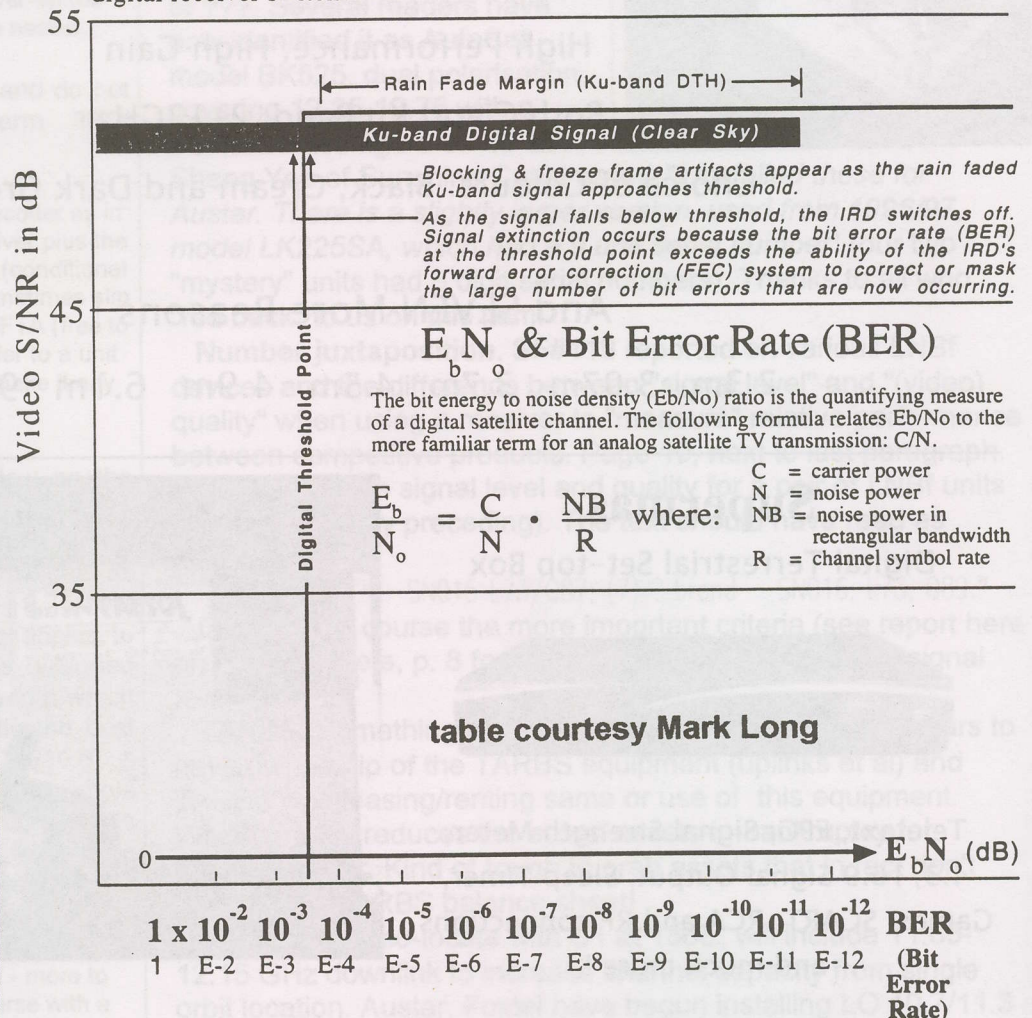 55
Rain Fade Margin (Ku-band DTH)
Ku-band Digital Signal (Clear Sky)
Blocking & freeze frame artifacts appear as the rain faded
Ku-band signal approaches threshold.
As the signal falls below threshold, the IRD switches off.
Signal extinction occurs because the bit error rate (BER)
at the threshold point exceeds the ability of the IRD's
forward error correction (FEC) system to correct or mask
the large number of bit errors that are now occurring.
Video SNR in dB
45
Digital Threshold Point
EbNo & Bit Error Rate (BER)
The bit energy to noise density (Eb/No) ratio is the quantifying measure
of a digital satellite channel. The following formula relates Eb/No to the
more familiar term for an analog satellite TV transmission: C/N.
Eb/No = C/N · NB/R where:
C = carrier power
N = noise power
NB = noise power in
rectangular bandwidth
R = channel symbol rate
35
table courtesy Mark Long
0 EbNo (dB)
1 x 10^-2 10^-3 10^-4 10^-5 10^-6 10^-7 10^-8 10^-9 10^-10 10^-11 10^-12 BER
1 E-2 E-3 E-4 E-5 E-6 E-7 E-8 E-9 E-10 E-11 E-12 (Bit
Error
Rate)